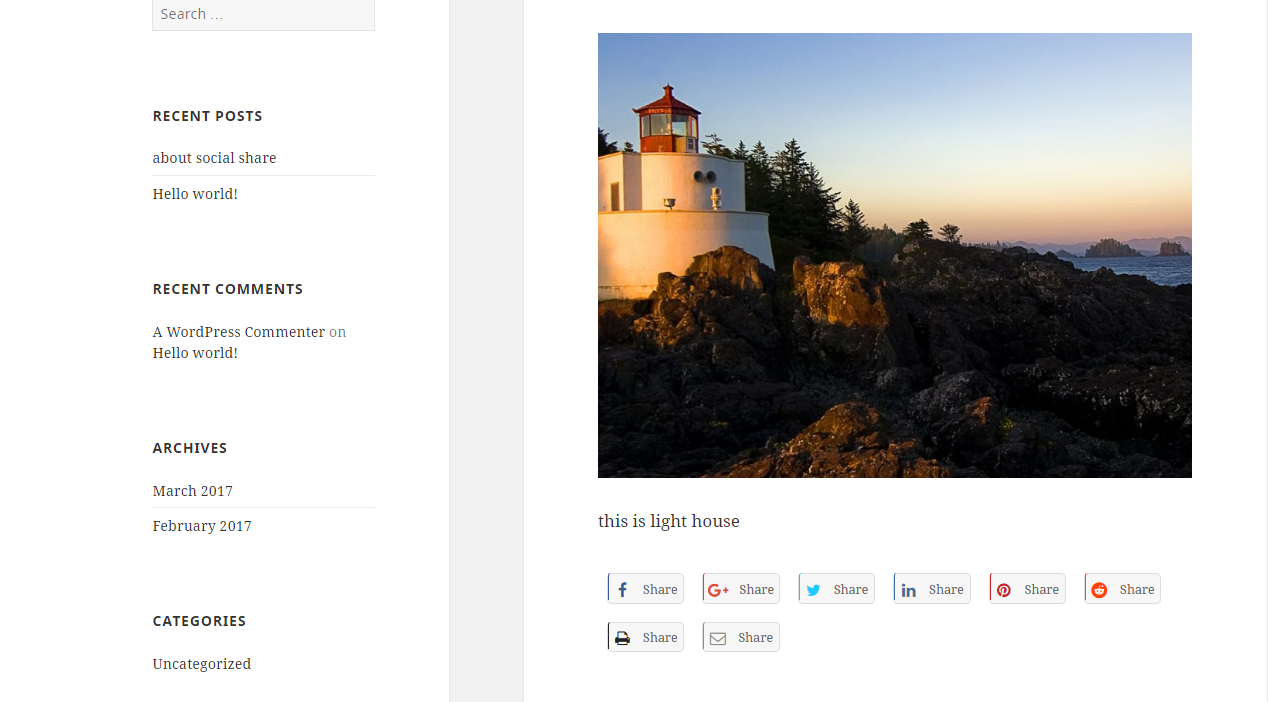 Search …
RECENT POSTS
about social share
Hello world!
RECENT COMMENTS
A WordPress Commenter on
Hello world!
ARCHIVES
March 2017
February 2017
CATEGORIES
Uncategorized
this is light house
Share Share Share Share Share Share
Share Share